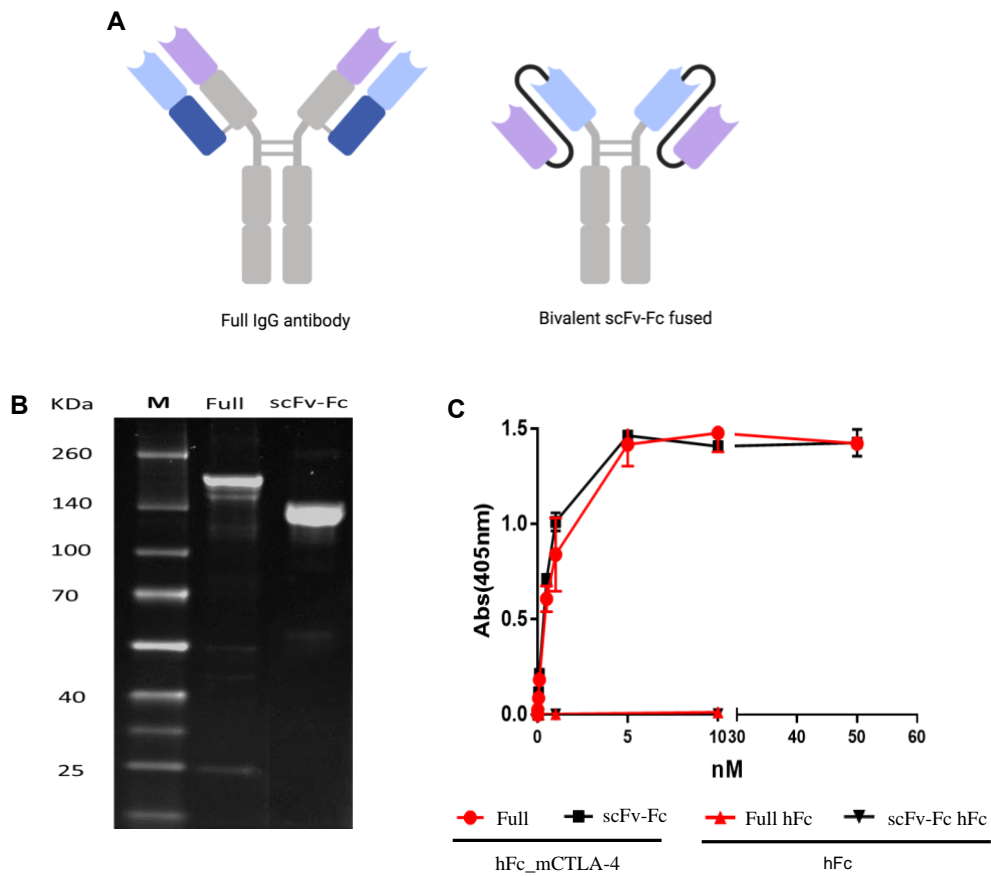 A
Full IgG antibody
Bivalent scFv-Fc fused
B
KDa
M
Full
scFv-Fc
260
140
100
70
40
25
C
Abs(405nm)
1.5
1.0
0.5
0.0
0 5 10 30 40 50 60
nM
Full scFv-Fc Full hFc scFv-Fc hFc
hFc_mCTLA-4 hFc